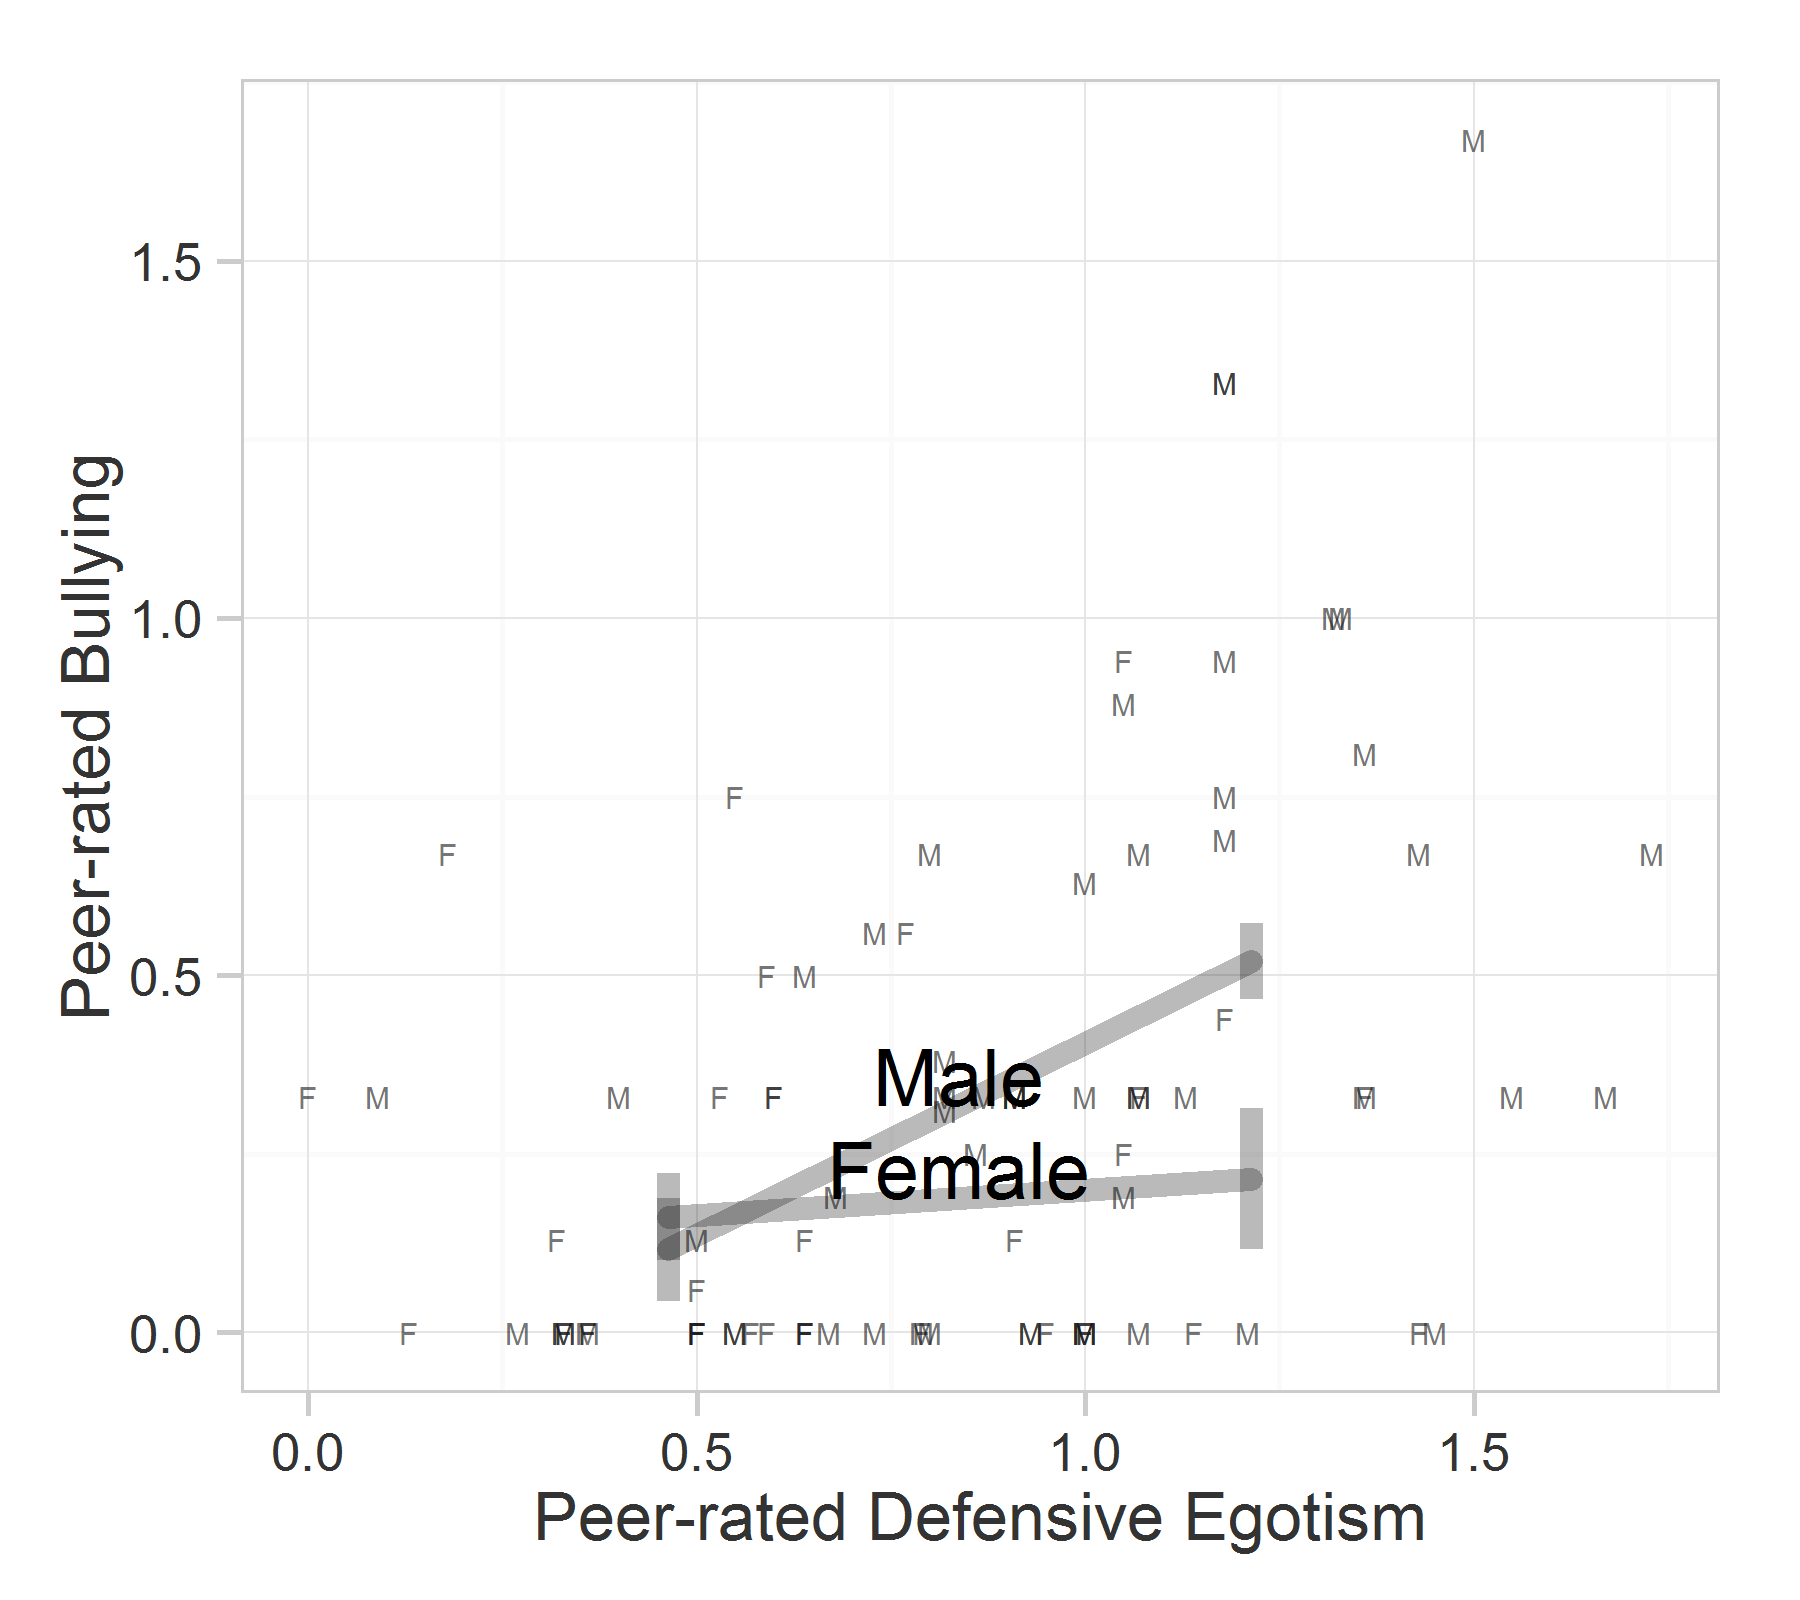 M
1.5
M
Peer-rated Bullying
1.0
M M
F M
M
M
F M
M
F M M M M
M
M F
F M
0.5
F
M
Male
F M M F F M M M M M F M F M M
M
Female
M F
M M
F M F F
F
0.0
F M F M F M F M F F F M M F M M F M M F M F M
0.0 0.5 1.0 1.5
Peer-rated Defensive Egotism